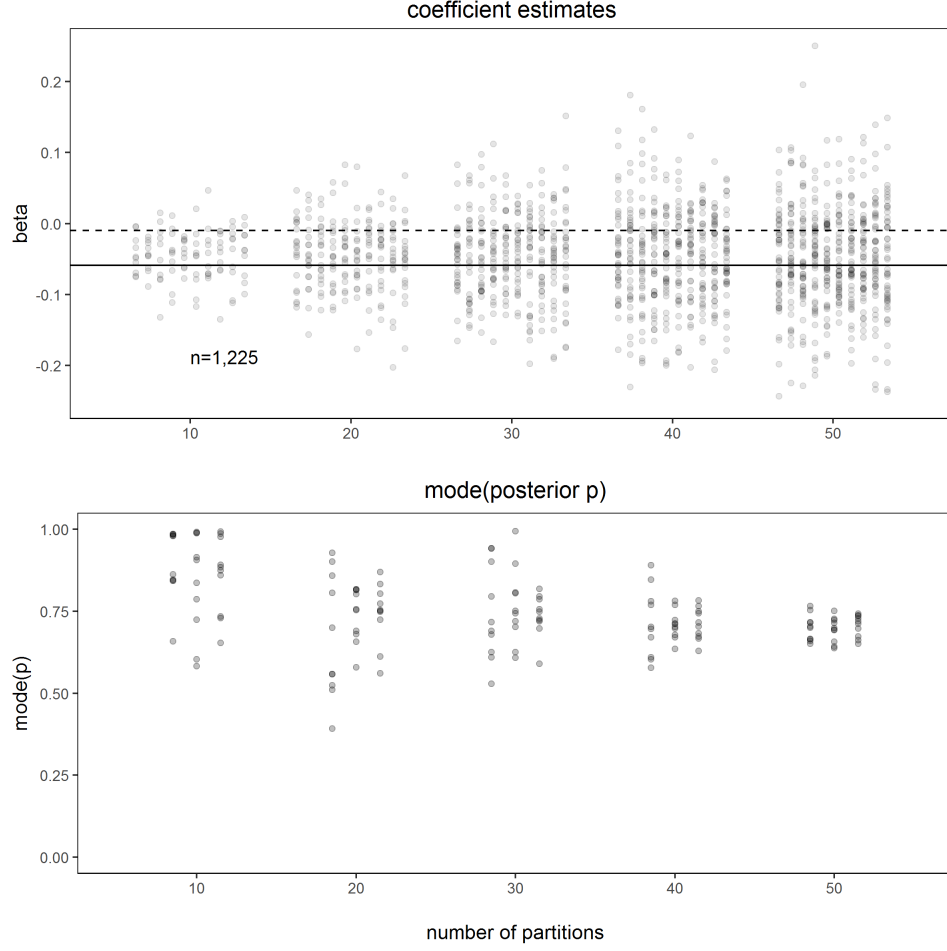 coefficient estimates
beta
0.2
0.1
0.0
-0.1
-0.2
n=1,225
10 20 30 40 50
mode(posterior p)
mode(p)
1.00
0.75
0.50
0.25
0.00
10 20 30 40 50
number of partitions